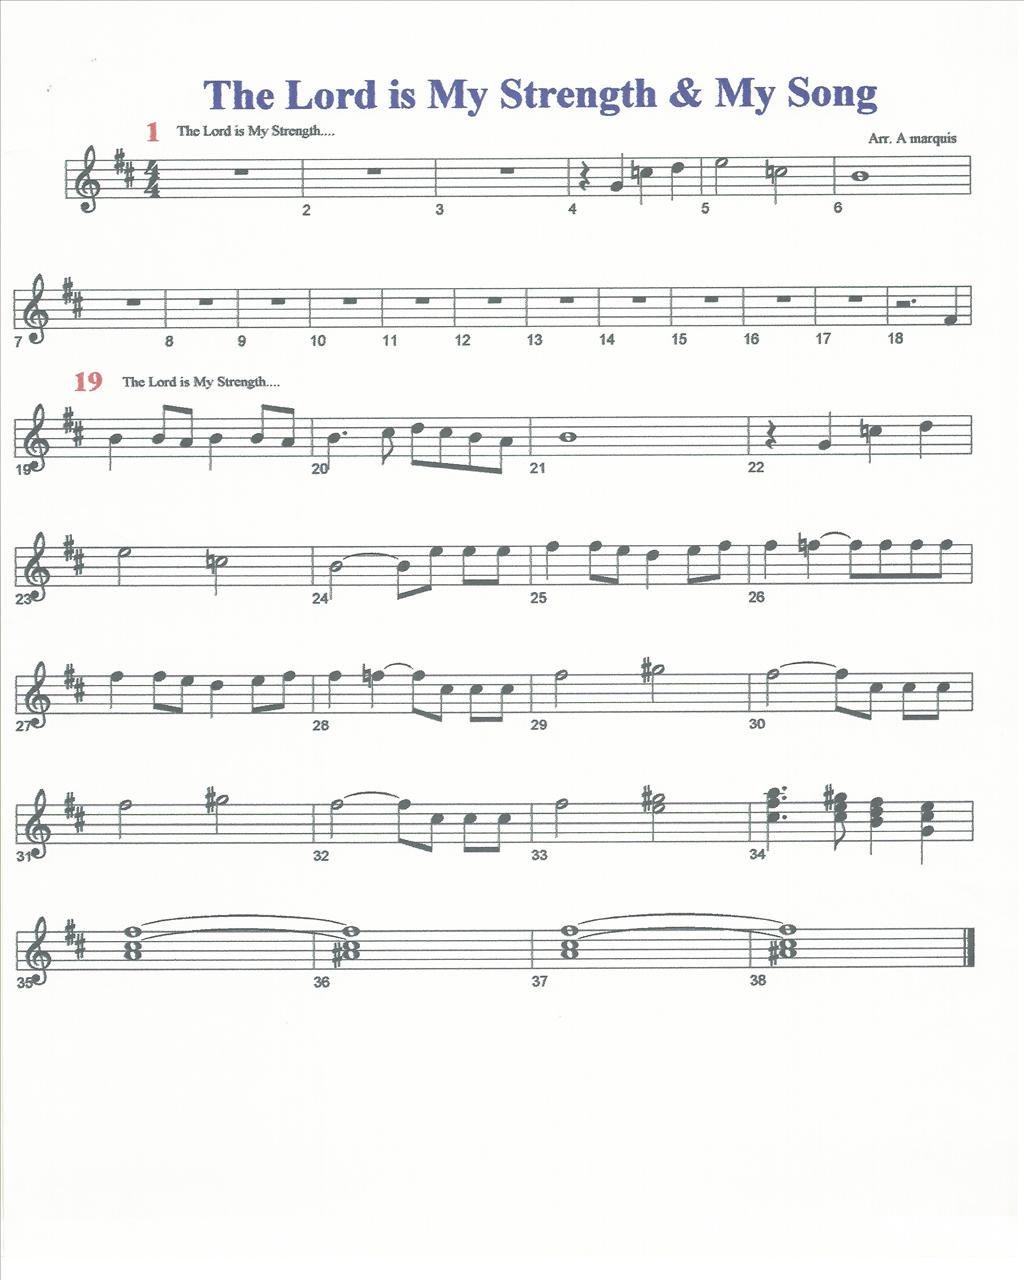 The Lord is My Strength & My Song
1 The Lord is My Strength....
Arr. A marquis
4
4
2 3 4 5 6
7 8 9 10 11 12 13 14 15 16 17 18
19 The Lord is My Strength....
19 20 21 22
23 24 25 26
27 28 29 30
31 32 33 34
35 36 37 38